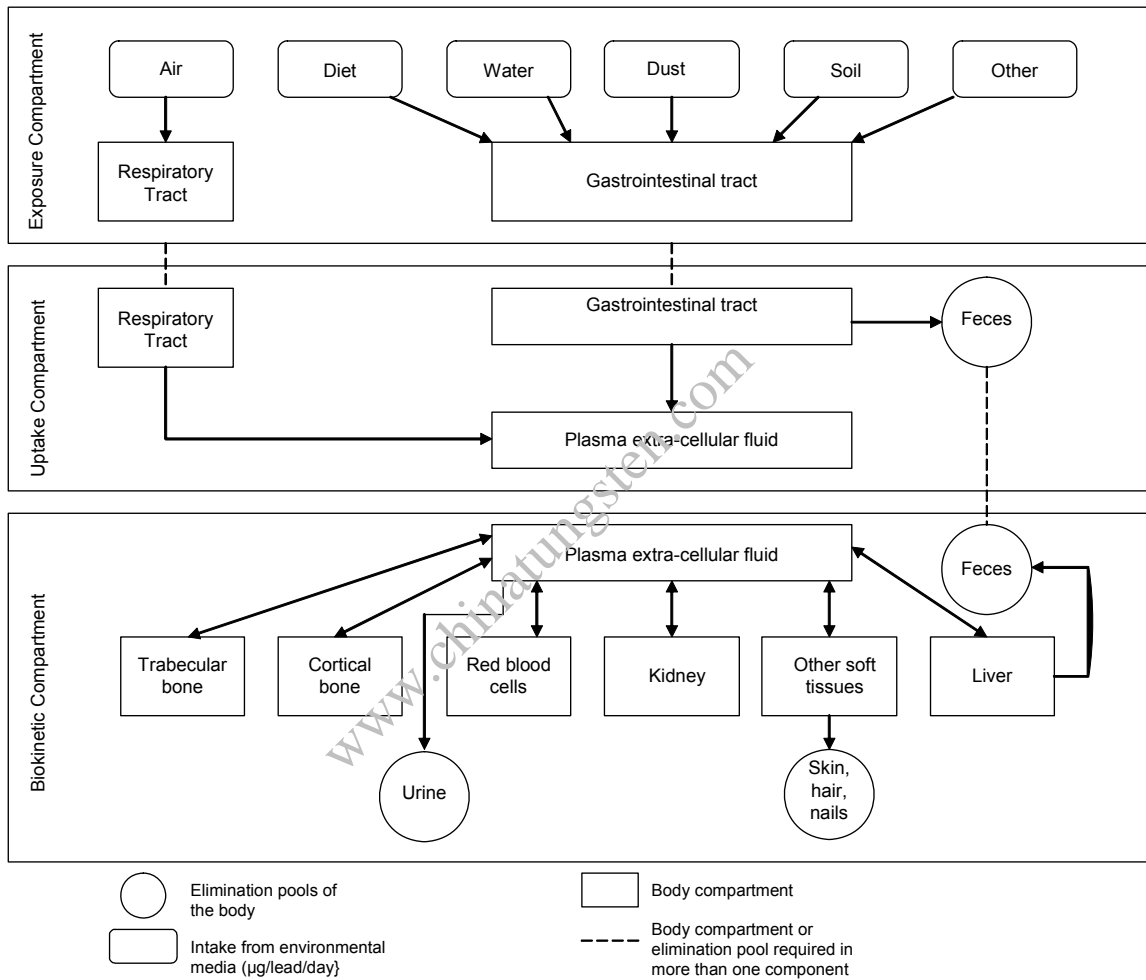 Exposure Compartment
Air
Diet
Water
Dust
Soil
Other
Respiratory
Tract
Gastrointestinal tract
Uptake Compartment
Respiratory
Tract
Gastrointestinal tract
Feces
Plasma extra-cellular fluid
Biokinetic Compartment
Plasma extra-cellular fluid
Feces
Trabecular
bone
Cortical
bone
Red blood
cells
Kidney
Other soft
tissues
Liver
Urine
Skin,
hair,
nails
www.chinatungsten.com
Elimination pools of
the body
Body compartment
Intake from environmental
media (µg/lead/day}
Body compartment or
elimination pool required in
more than one component